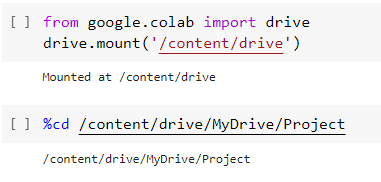 [ ] from google.colab import drive
drive.mount('/content/drive')
Mounted at /content/drive
[ ] %cd /content/drive/MyDrive/Project
/content/drive/MyDrive/Project